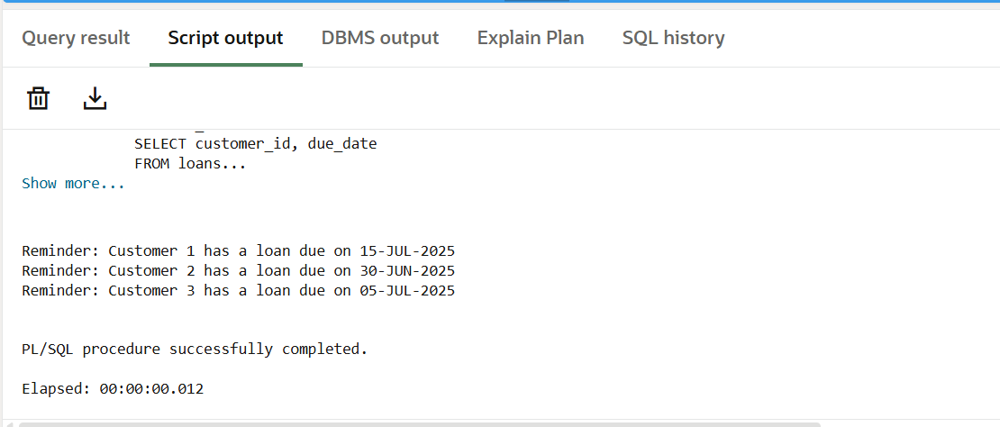 Query result Script output DBMS output Explain Plan SQL history
SELECT customer_id, due_date
FROM loans...
Show more...
Reminder: Customer 1 has a loan due on 15-JUL-2025
Reminder: Customer 2 has a loan due on 30-JUN-2025
Reminder: Customer 3 has a loan due on 05-JUL-2025
PL/SQL procedure successfully completed.
Elapsed: 00:00:00.012